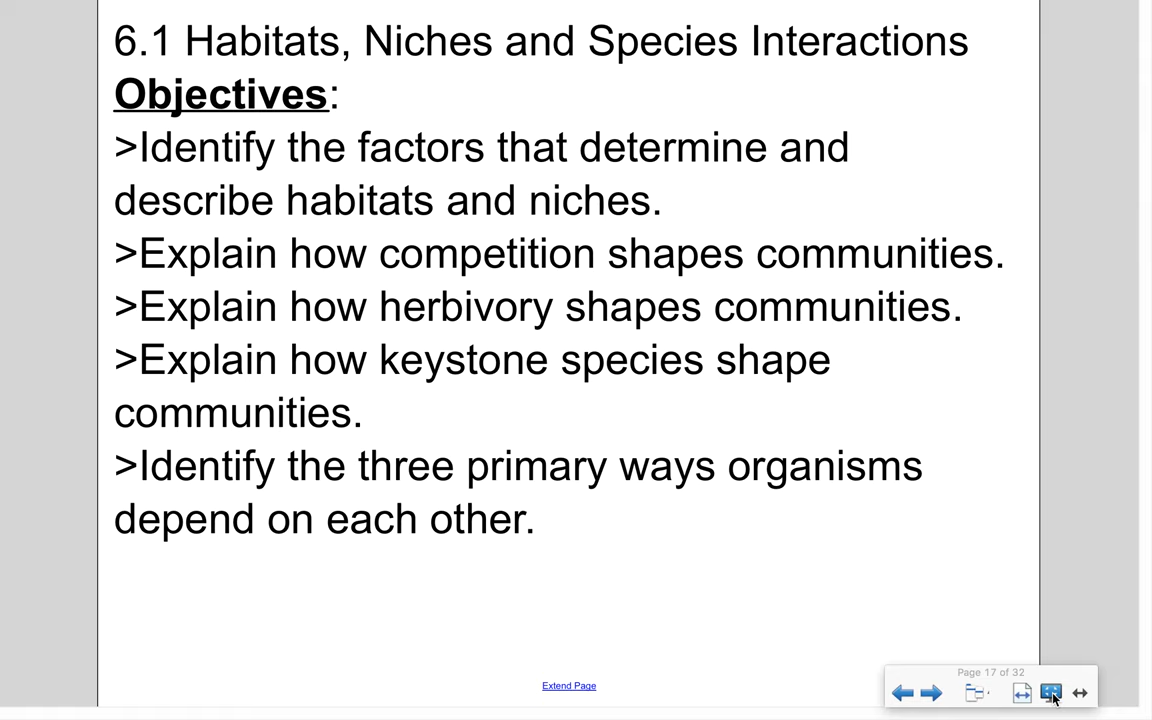 6.1 Habitats, Niches and Species Interactions
Objectives:
>Identify the factors that determine and
describe habitats and niches.
>Explain how competition shapes communities.
>Explain how herbivory shapes communities.
>Explain how keystone species shape
communities.
>Identify the three primary ways organisms
depend on each other.
Extend Page
Page 17 of 32